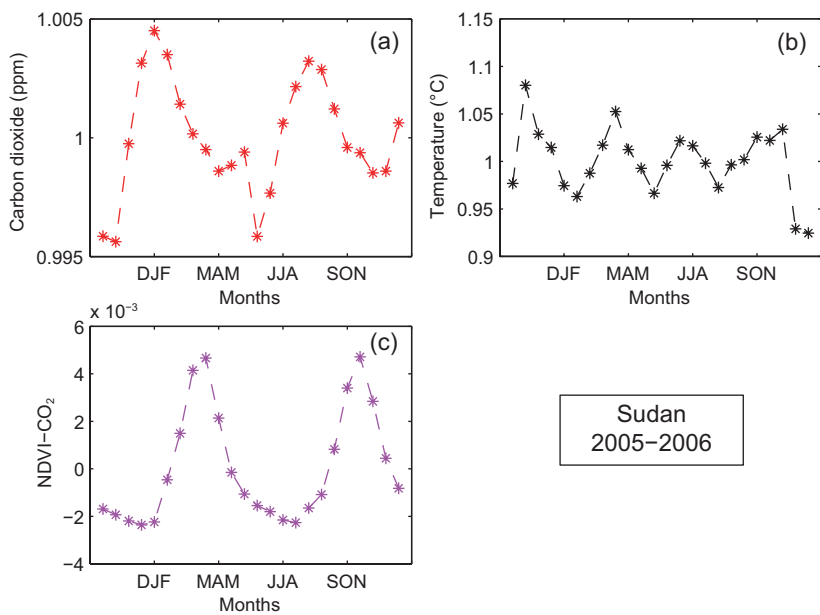 1.005
(a)
Carbon dioxide (ppm)
1
0.995
DJF MAM JJA SON
Months
1.15
(b)
1.1
1.05
Temperature (°C)
1
0.95
0.9
DJF MAM JJA SON
Months
x 10−3
6
(c)
4
2
NDVI−CO2
0
−2
−4
DJF MAM JJA SON
Months
Sudan
2005−2006